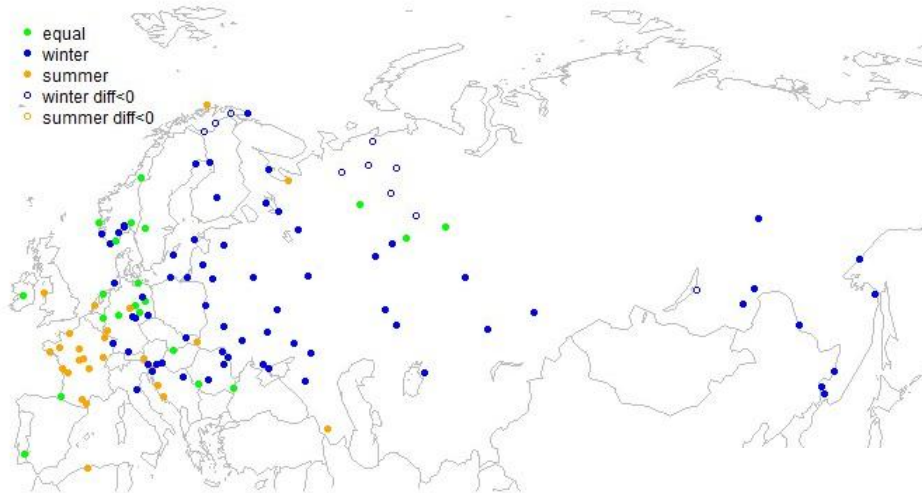 equal
winter
summer
winter diff<0
summer diff<0